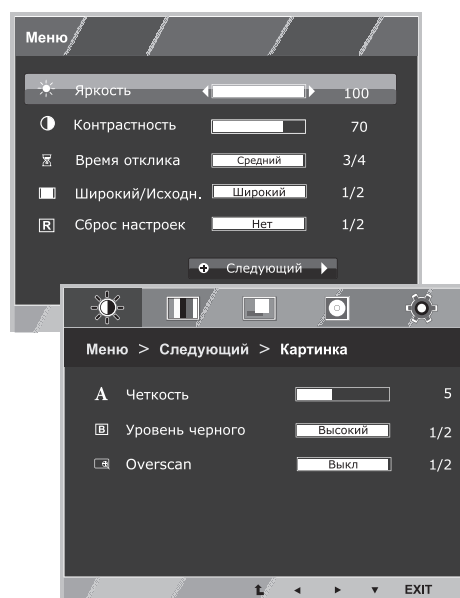 Меню
Яркость 100
Контрастность 70
Время отклика Средний 3/4
Широкий/Исходн. Широкий 1/2
R Сброс настроек Нет 1/2
Следующий
Меню > Следующий > Картинка
A Четкость 5
B Уровень черного Высокий 1/2
Overscan Выкл 1/2
EXIT